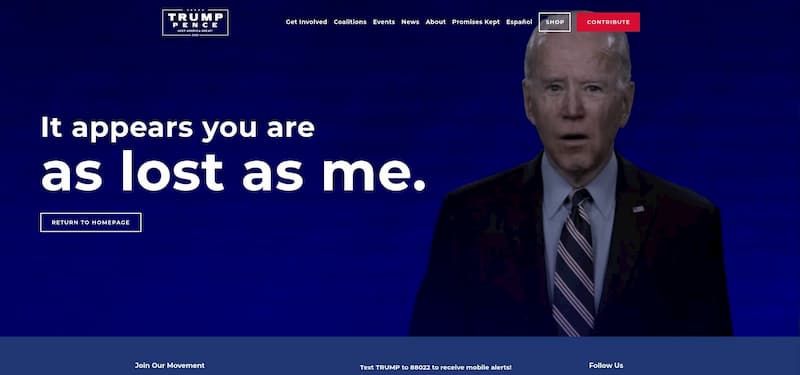 TRUMP
PENCE
KEEP AMERICA GREAT!
Get Involved Coalitions Events News About Promises Kept Español SHOP CONTRIBUTE
It appears you are
as lost as me.
RETURN TO HOMEPAGE
Join Our Movement Text TRUMP to 88022 to receive mobile alerts! Follow Us